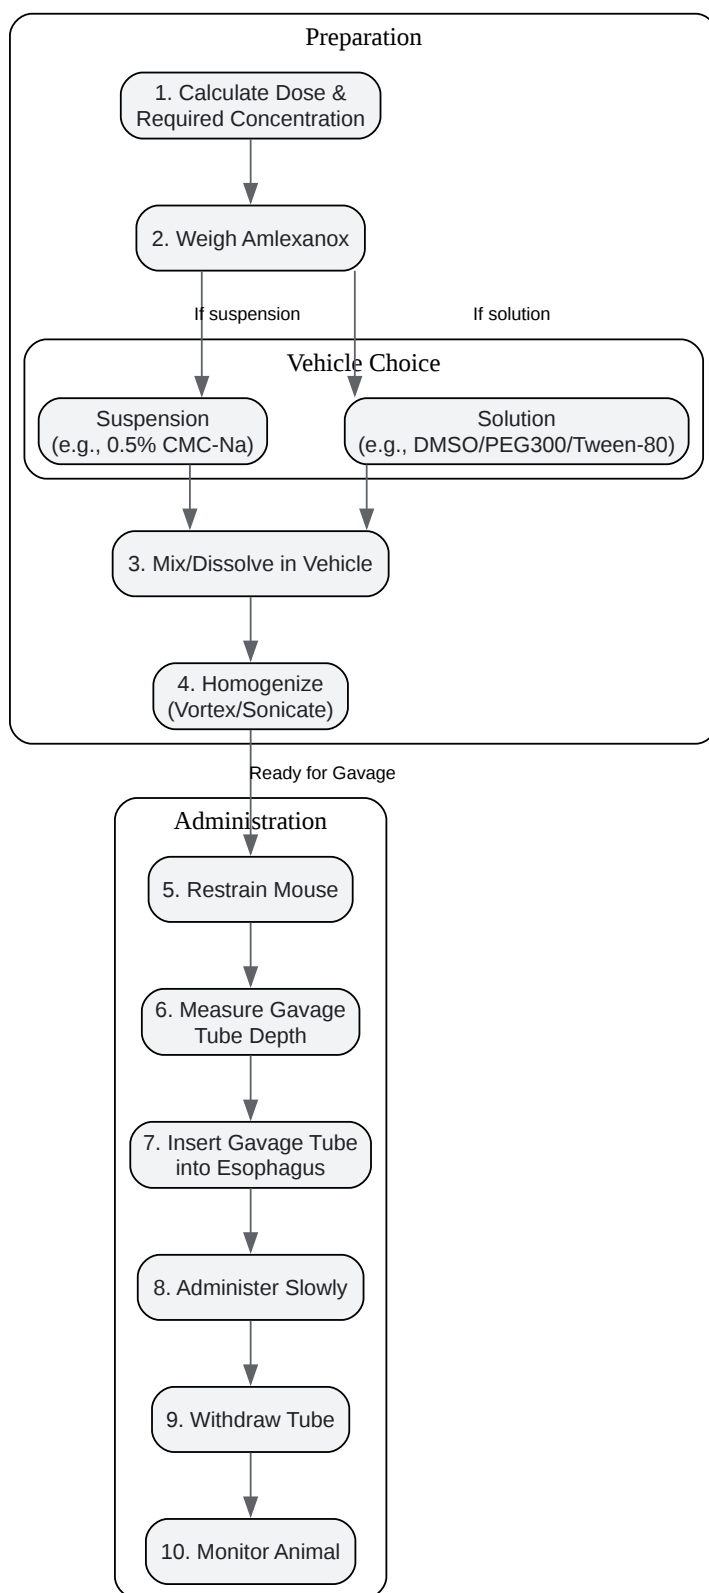 Preparation
1. Calculate Dose &
Required Concentration
2. Weigh Amlexanox
If suspension
If solution
Vehicle Choice
Suspension
(e.g., 0.5% CMC-Na)
Solution
(e.g., DMSO/PEG300/Tween-80)
3. Mix/Dissolve in Vehicle
4. Homogenize
(Vortex/Sonicate)
Ready for Gavage
Administration
5. Restrain Mouse
6. Measure Gavage
Tube Depth
7. Insert Gavage Tube
into Esophagus
8. Administer Slowly
9. Withdraw Tube
10. Monitor Animal